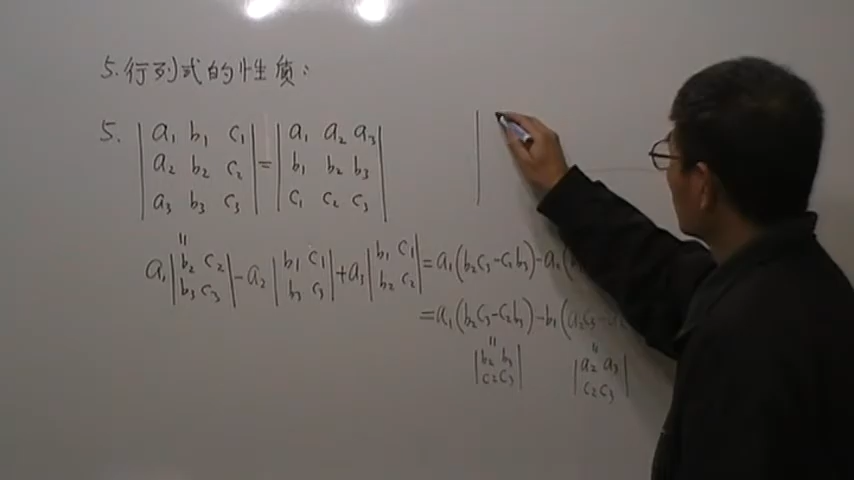 5.行列式的性质:
5. | a₁ b₁ c₁ | = | a₁ a₂ a₃ |
| a₂ b₂ c₂ | | b₁ b₂ b₃ |
| a₃ b₃ c₃ | | c₁ c₂ c₃ |
||
a₁ | b₂ c₂ | - a₂ | b₁ c₁ | + a₃ | b₁ c₁ | = a₁(b₂c₃-c₂b₃)-a₂(
| b₃ c₃ | | b₃ c₃ | | b₂ c₂ |
= a₁(b₂c₃-c₂b₃)-b₁(a₂c₃-
|| ||
| b₂ b₃ | | a₂ a₃ |
| c₂ c₃ | | c₂ c₃ |